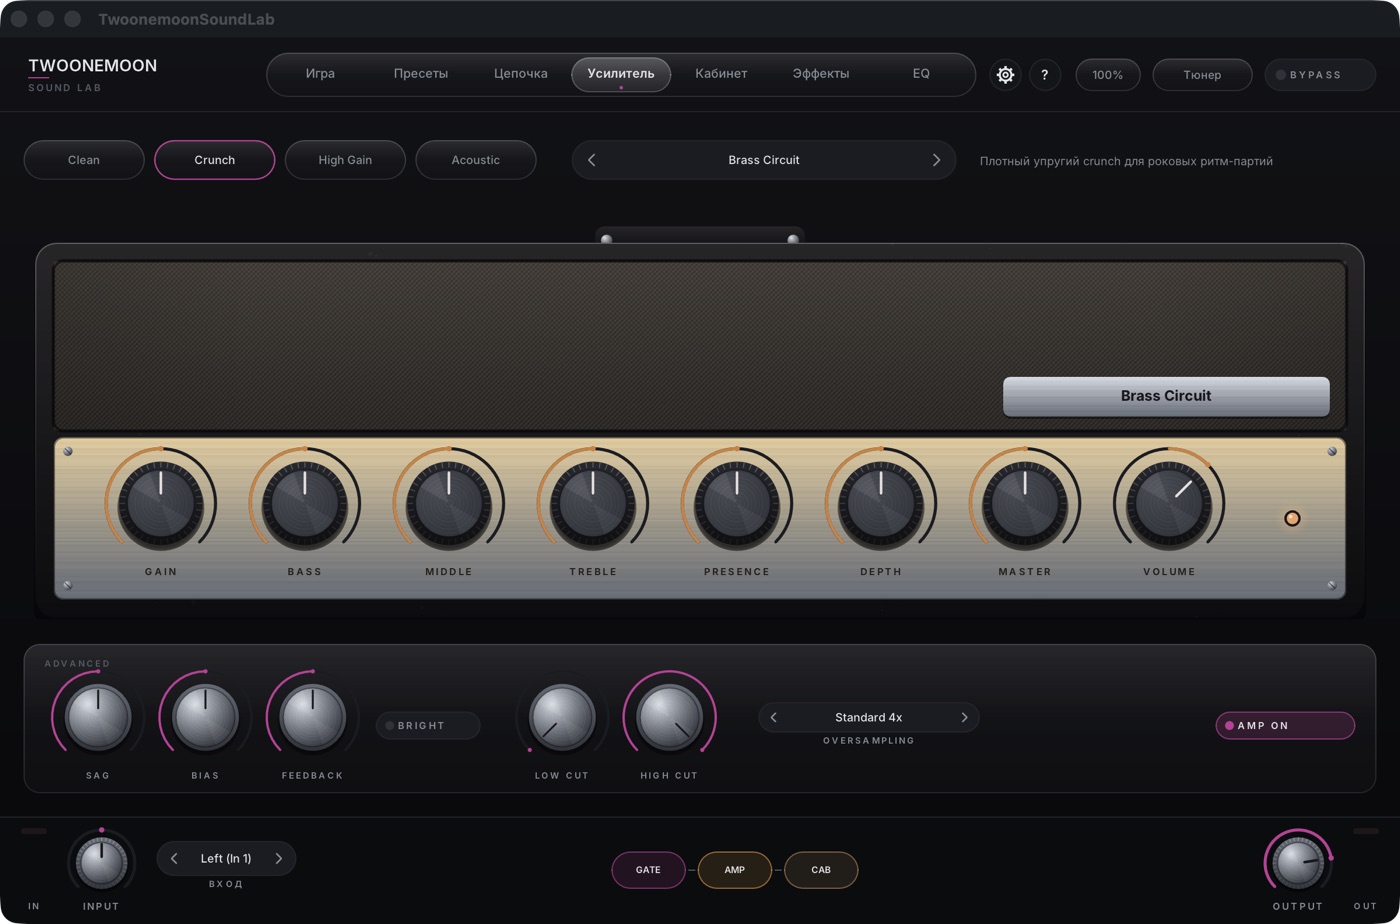 TwoonemoonSoundLab
TWOONEMOON
SOUND LAB
Игра Пресеты Цепочка Усилитель Кабинет Эффекты EQ
? 100% Тюнер BYPASS
Clean Crunch High Gain Acoustic
Brass Circuit
Плотный упругий crunch для роковых ритм-партий
Brass Circuit
GAIN BASS MIDDLE TREBLE PRESENCE DEPTH MASTER VOLUME
ADVANCED
BRIGHT
Standard 4x
OVERSAMPLING
AMP ON
SAG BIAS FEEDBACK LOW CUT HIGH CUT
Left (In 1)
ВХОД
GATE AMP CAB
IN INPUT OUTPUT OUT